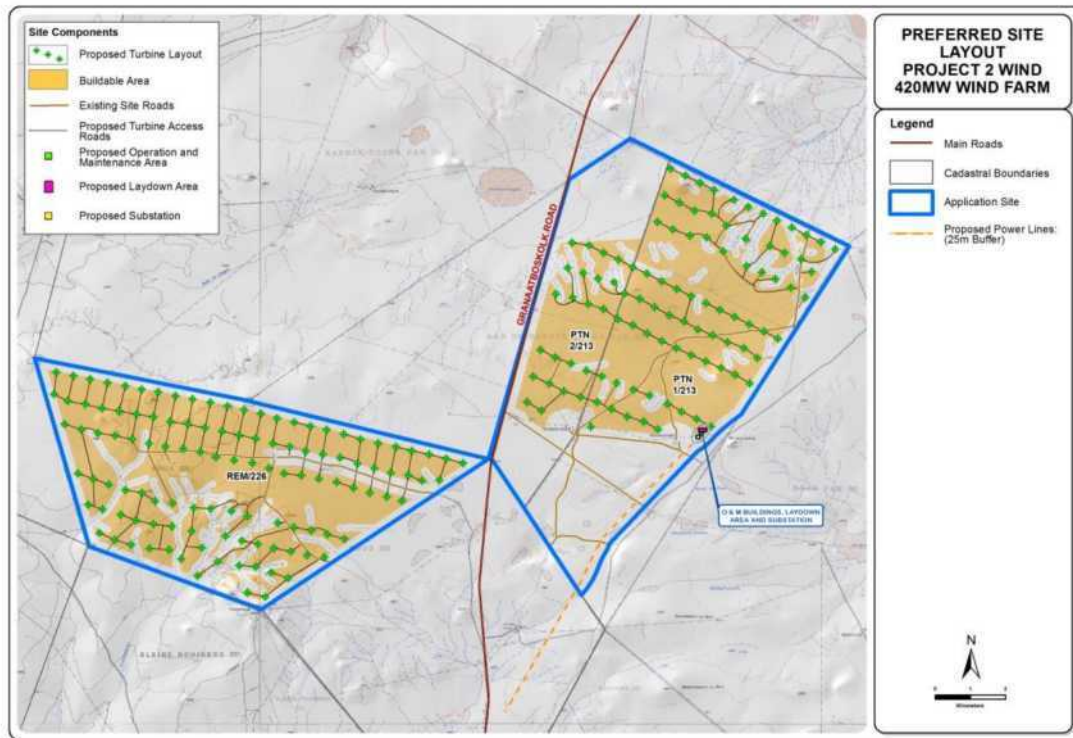 Site Components
Proposed Turbine Layout
Buildable Area
Existing Site Roads
Proposed Turbine Access
Roads
Proposed Operation and
Maintenance Area
Proposed Laydown Area
Proposed Substation
GRANAATBOSKOLK ROAD
PTN
2/213
PTN
1/213
REM/226
O & M BUILDINGS, LAYDOWN
AREA AND SUBSTATION
PREFERRED SITE
LAYOUT
PROJECT 2 WIND
420MW WIND FARM
Legend
Main Roads
Cadastral Boundaries
Application Site
Proposed Power Lines:
(25m Buffer)
N
0 1 2
Kilometers